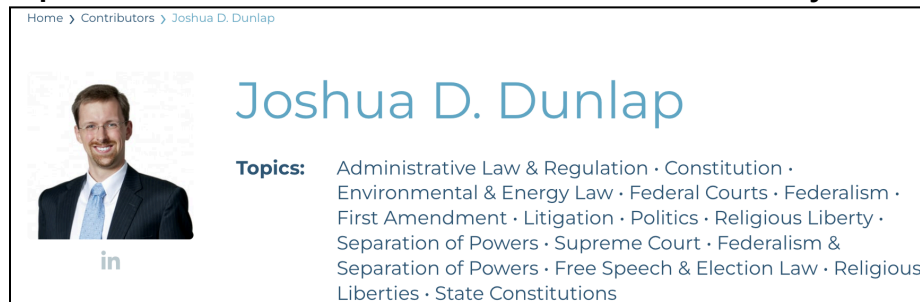 Home › Contributors › Joshua D. Dunlap
Joshua D. Dunlap
Topics: Administrative Law & Regulation · Constitution ·
Environmental & Energy Law · Federal Courts · Federalism ·
First Amendment · Litigation · Politics · Religious Liberty ·
Separation of Powers · Supreme Court · Federalism &
Separation of Powers · Free Speech & Election Law · Religious
Liberties · State Constitutions
in